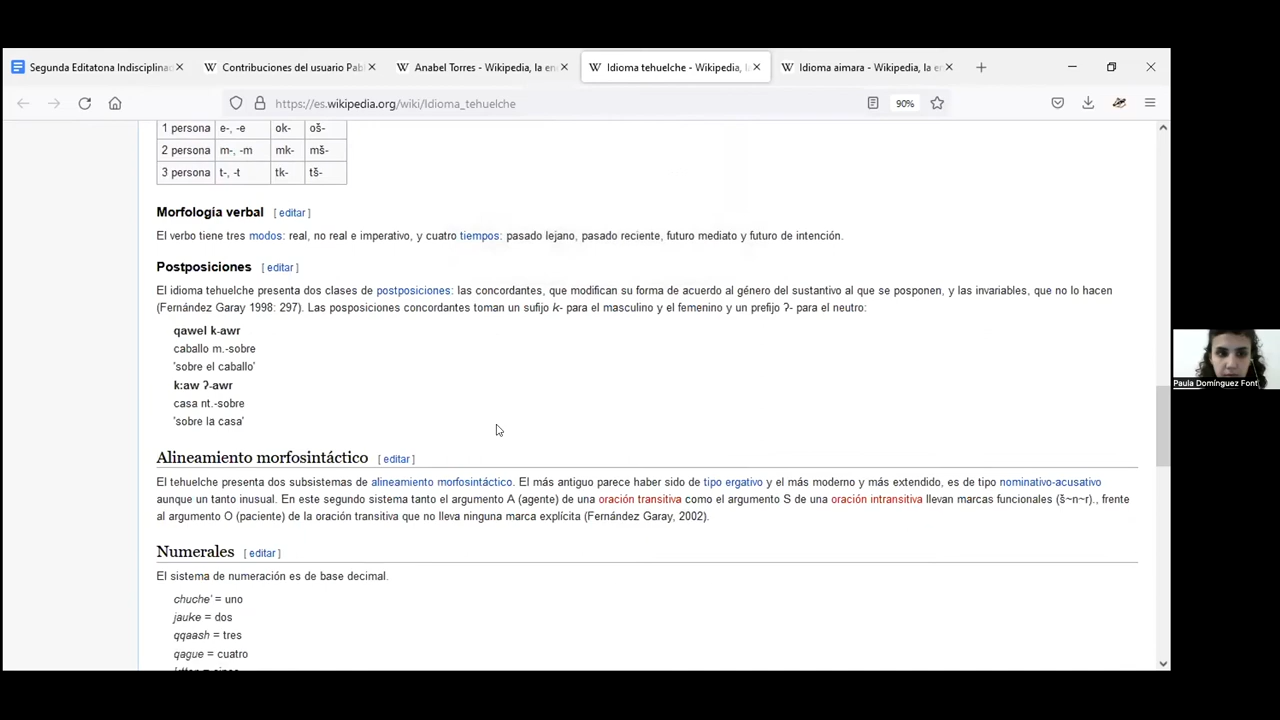 Segunda Editatona Indisciplinad
Contribuciones del usuario Pabl
Anabel Torres - Wikipedia, la en
Idioma tehuelche - Wikipedia, l
Idioma aimara - Wikipedia, la en
https://es.wikipedia.org/wiki/Idioma_tehuelche
90%
1 persona e-, -e ok- oš-
2 persona m-, -m mk- mš-
3 persona t-, -t tk- tš-
Morfología verbal [ editar ]
El verbo tiene tres modos: real, no real e imperativo, y cuatro tiempos: pasado lejano, pasado reciente, futuro mediato y futuro de intención.
Postposiciones [ editar ]
El idioma tehuelche presenta dos clases de postposiciones: las concordantes, que modifican su forma de acuerdo al género del sustantivo al que se posponen, y las invariables, que no lo hacen
(Fernández Garay 1998: 297). Las posposiciones concordantes toman un sufijo k- para el masculino y el femenino y un prefijo ʔ- para el neutro:
qawel k-awr
caballo m.-sobre
'sobre el caballo'
k:aw ʔ-awr
casa nt.-sobre
'sobre la casa'
Alineamiento morfosintáctico [ editar ]
El tehuelche presenta dos subsistemas de alineamiento morfosintáctico. El más antiguo parece haber sido de tipo ergativo y el más moderno y más extendido, es de tipo nominativo-acusativo
aunque un tanto inusual. En este segundo sistema tanto el argumento A (agente) de una oración transitiva como el argumento S de una oración intransitiva llevan marcas funcionales (š~n~r)., frente
al argumento O (paciente) de la oración transitiva que no lleva ninguna marca explícita (Fernández Garay, 2002).
Numerales [ editar ]
El sistema de numeración es de base decimal.
chuche' = uno
jauke = dos
qqaash = tres
qague = cuatro
Paula Domínguez Font